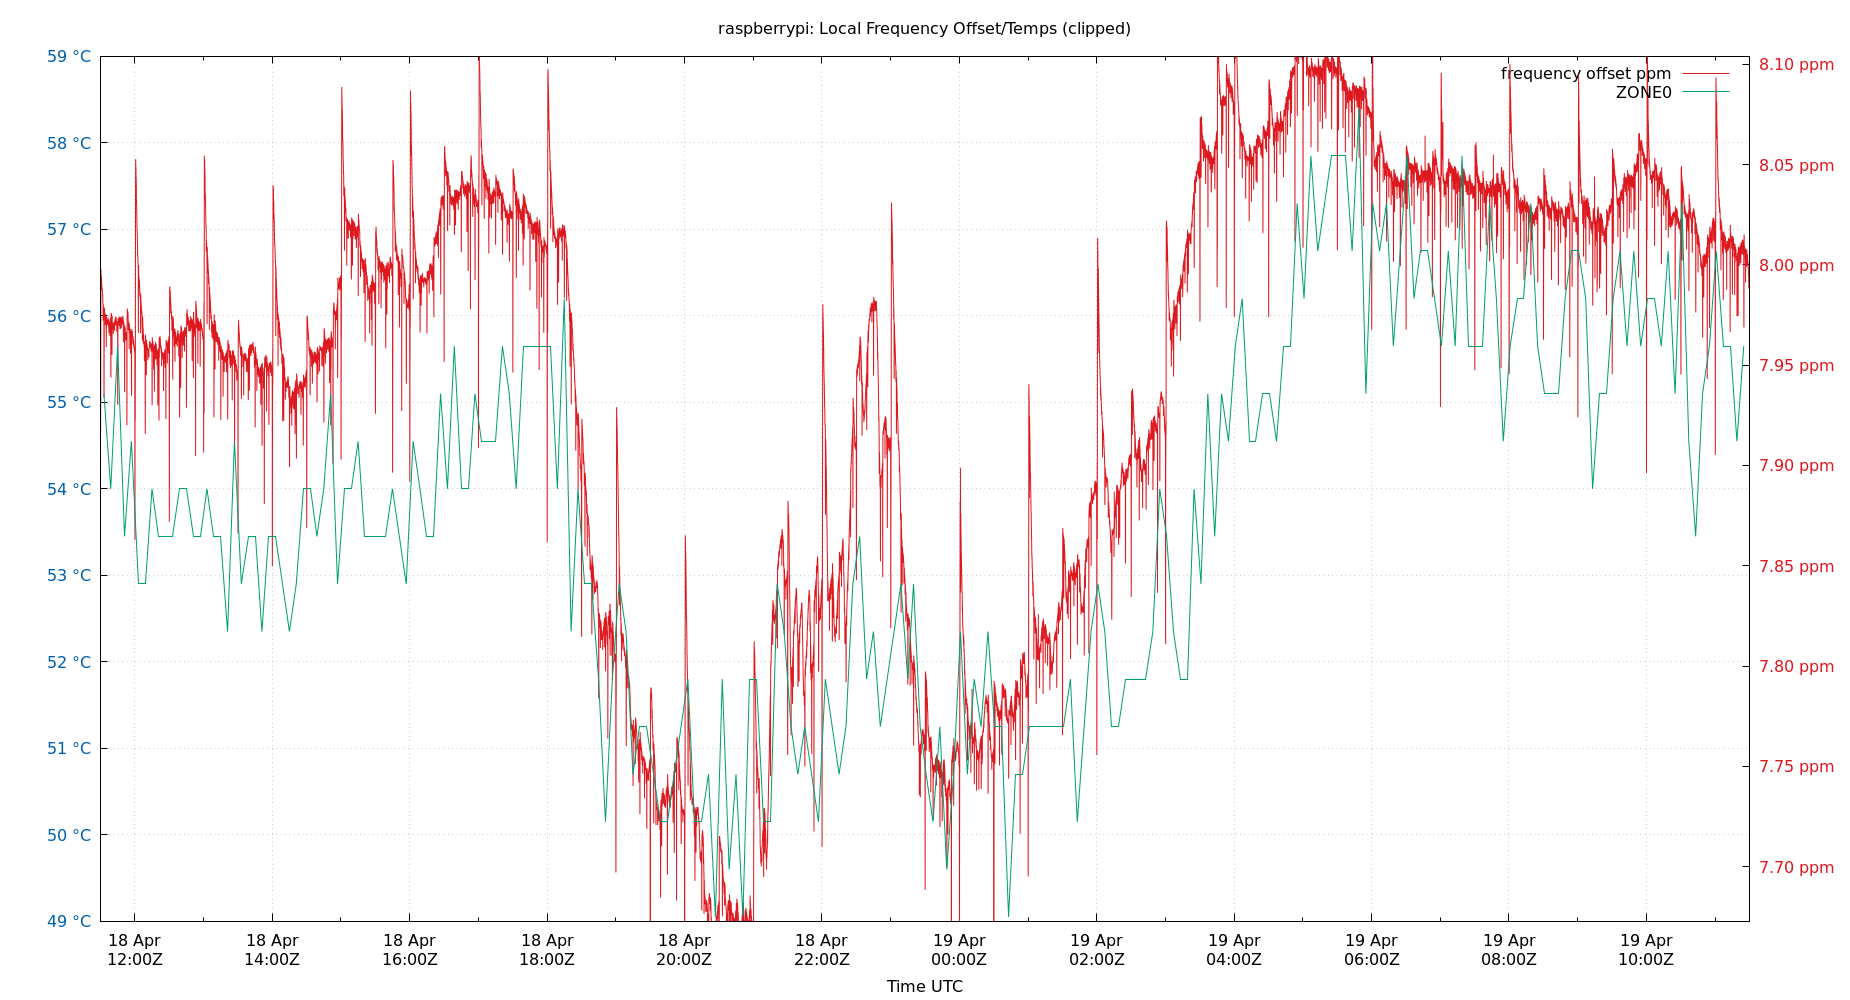 raspberrypi: Local Frequency Offset/Temps (clipped)
59 °C
58 °C
57 °C
56 °C
55 °C
54 °C
53 °C
52 °C
51 °C
50 °C
49 °C
8.10 ppm
8.05 ppm
8.00 ppm
7.95 ppm
7.90 ppm
7.85 ppm
7.80 ppm
7.75 ppm
7.70 ppm
frequency offset ppm
ZONE0
18 Apr
12:00Z
18 Apr
14:00Z
18 Apr
16:00Z
18 Apr
18:00Z
18 Apr
20:00Z
18 Apr
22:00Z
19 Apr
00:00Z
19 Apr
02:00Z
19 Apr
04:00Z
19 Apr
06:00Z
19 Apr
08:00Z
19 Apr
10:00Z
Time UTC